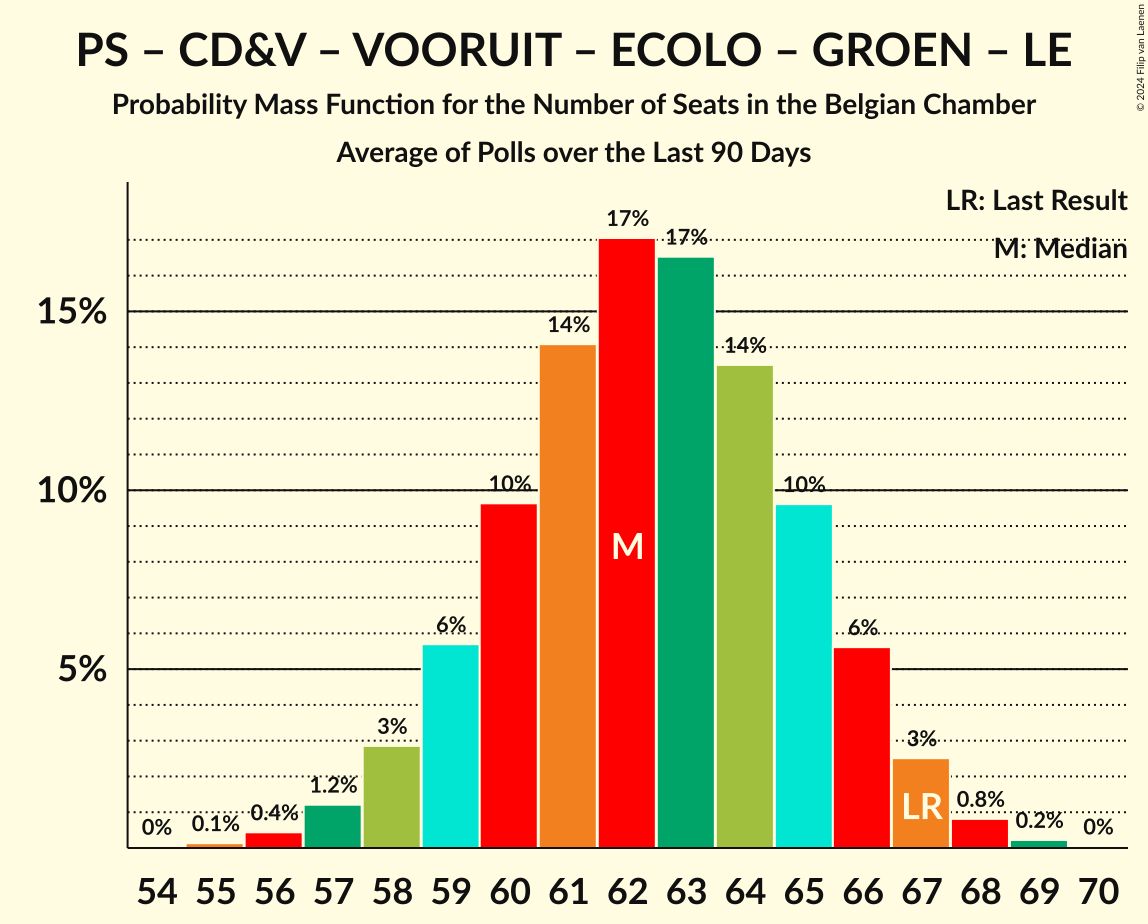 PS – CD&V – VOORUIT – ECOLO – GROEN – LE
Probability Mass Function for the Number of Seats in the Belgian Chamber
Average of Polls over the Last 90 Days
© 2024 Filip van Laenen
LR: Last Result
M: Median
15%
10%
5%
0%
0.1%
0.4%
1.2%
3%
6%
10%
14%
17%
17%
14%
10%
6%
3%
0.8%
0.2%
0%
M
LR
54 55 56 57 58 59 60 61 62 63 64 65 66 67 68 69 70